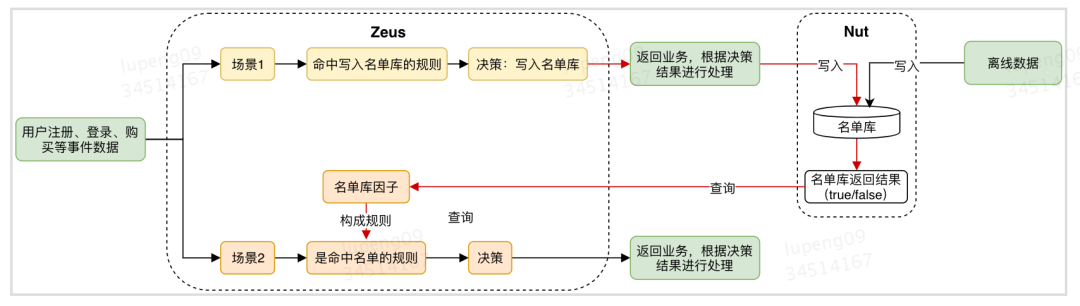 Zeus
Nut
场景1
命中写入名单库的规则
决策：写入名单库
返回业务，根据决策
结果进行处理
写入
写入
离线数据
用户注册、登录、购
买等事件数据
名单库
名单库因子
查询
名单库返回结果
（true/false）
构成规则
查询
场景2
是命中名单的规则
决策
返回业务，根据决策
结果进行处理
lupeng09
34514167
lupeng09
34514167
lupeng09
34514167
lupeng09
34514167